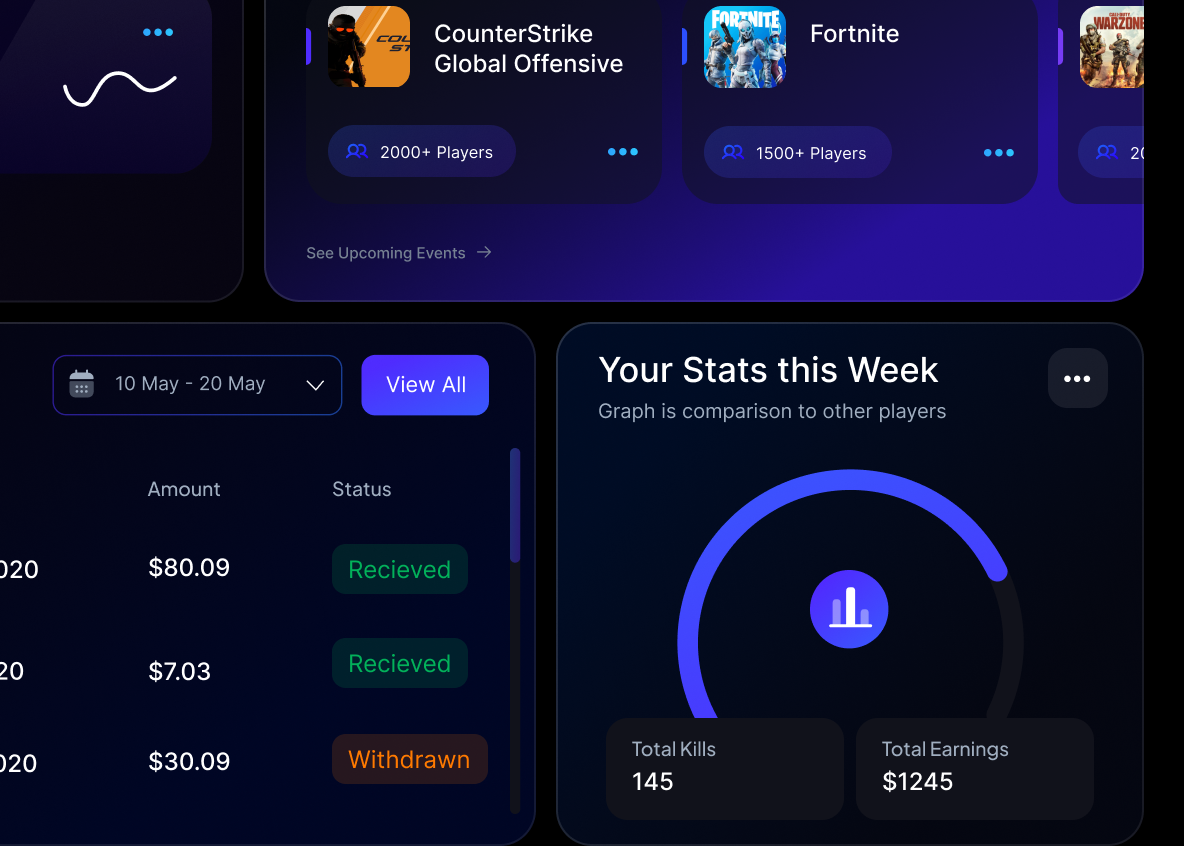 CounterStrike
Global Offensive
FORTNITE
Fortnite
WARZONE
2000+ Players
1500+ Players
20
See Upcoming Events
10 May - 20 May
View All
Your Stats this Week
Graph is comparison to other players
Amount
Status
020
$80.09
Recieved
20
$7.03
Recieved
020
$30.09
Withdrawn
Total Kills
145
Total Earnings
$1245